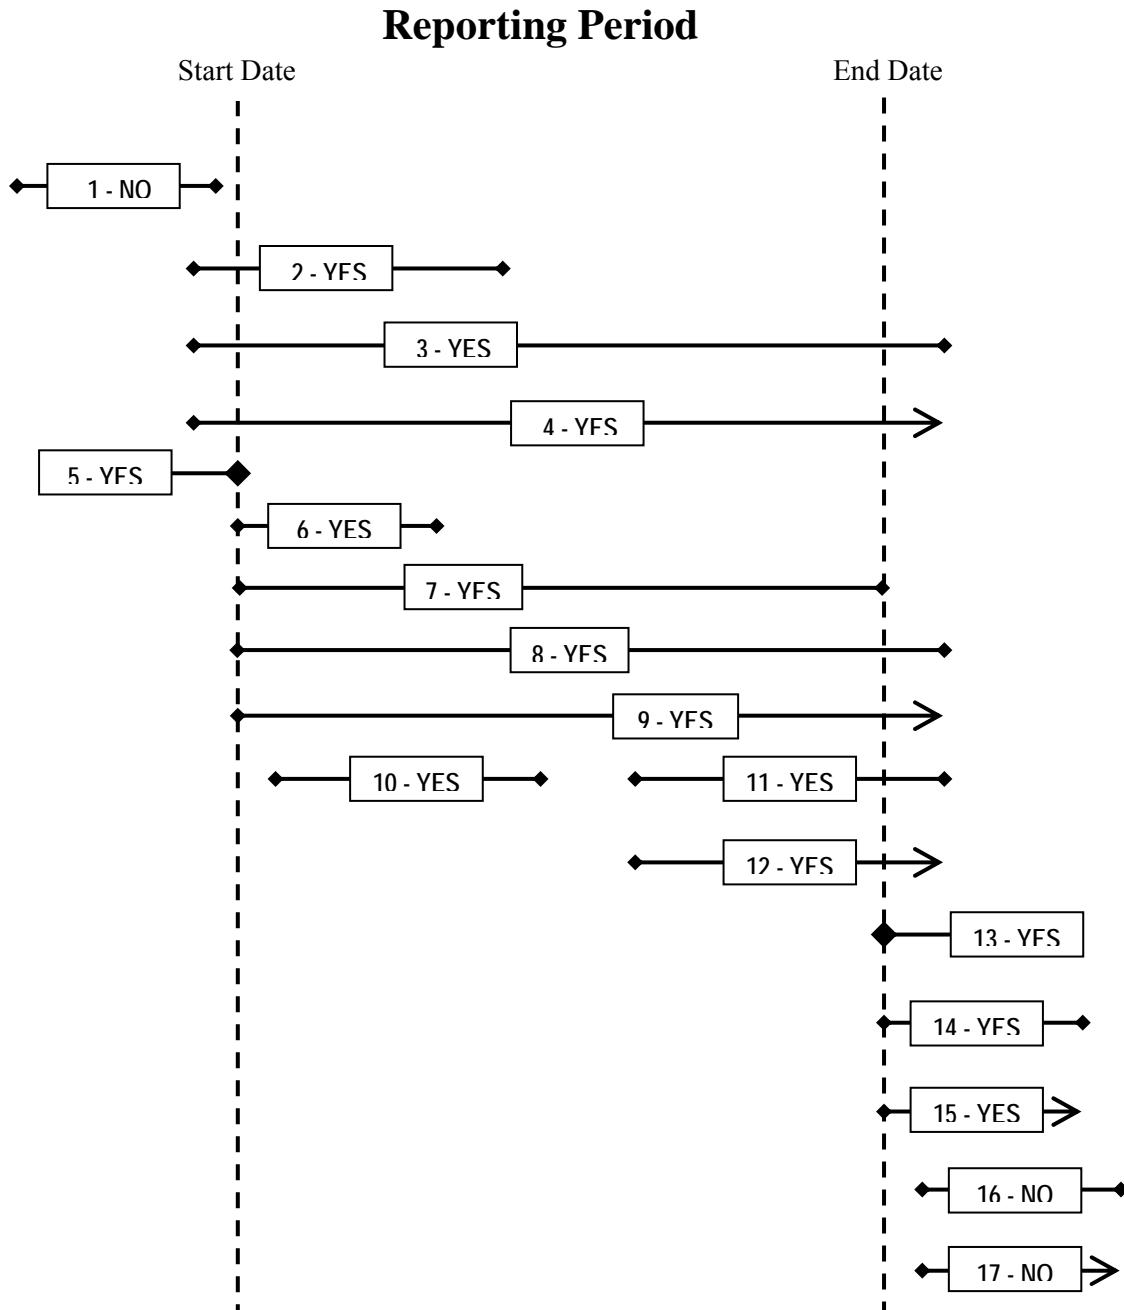 Reporting Period
Start Date End Date
1 - NO
2 - YES
3 - YES
4 - YES
5 - YES
6 - YES
7 - YES
8 - YES
9 - YES
10 - YES 11 - YES
12 - YES
13 - YES
14 - YES
15 - YES
16 - NO
17 - NO